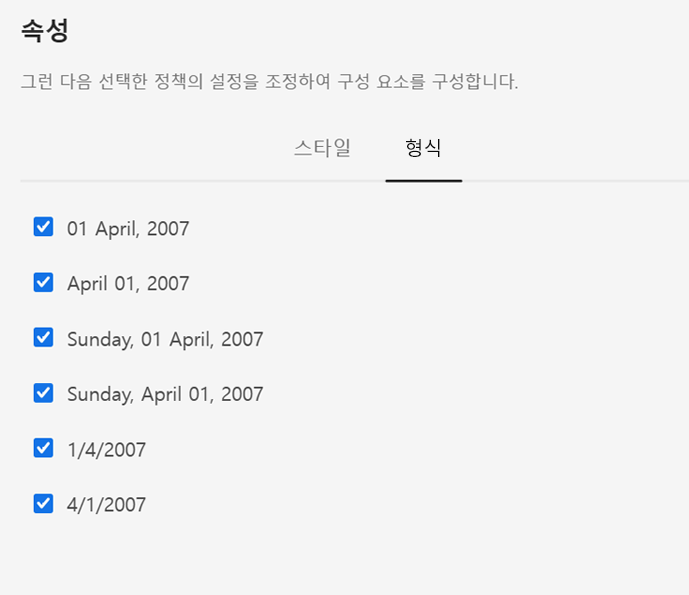 속성
그런 다음 선택한 정책의 설정을 조정하여 구성 요소를 구성합니다.
스타일 형식
01 April, 2007
April 01, 2007
Sunday, 01 April, 2007
Sunday, April 01, 2007
1/4/2007
4/1/2007